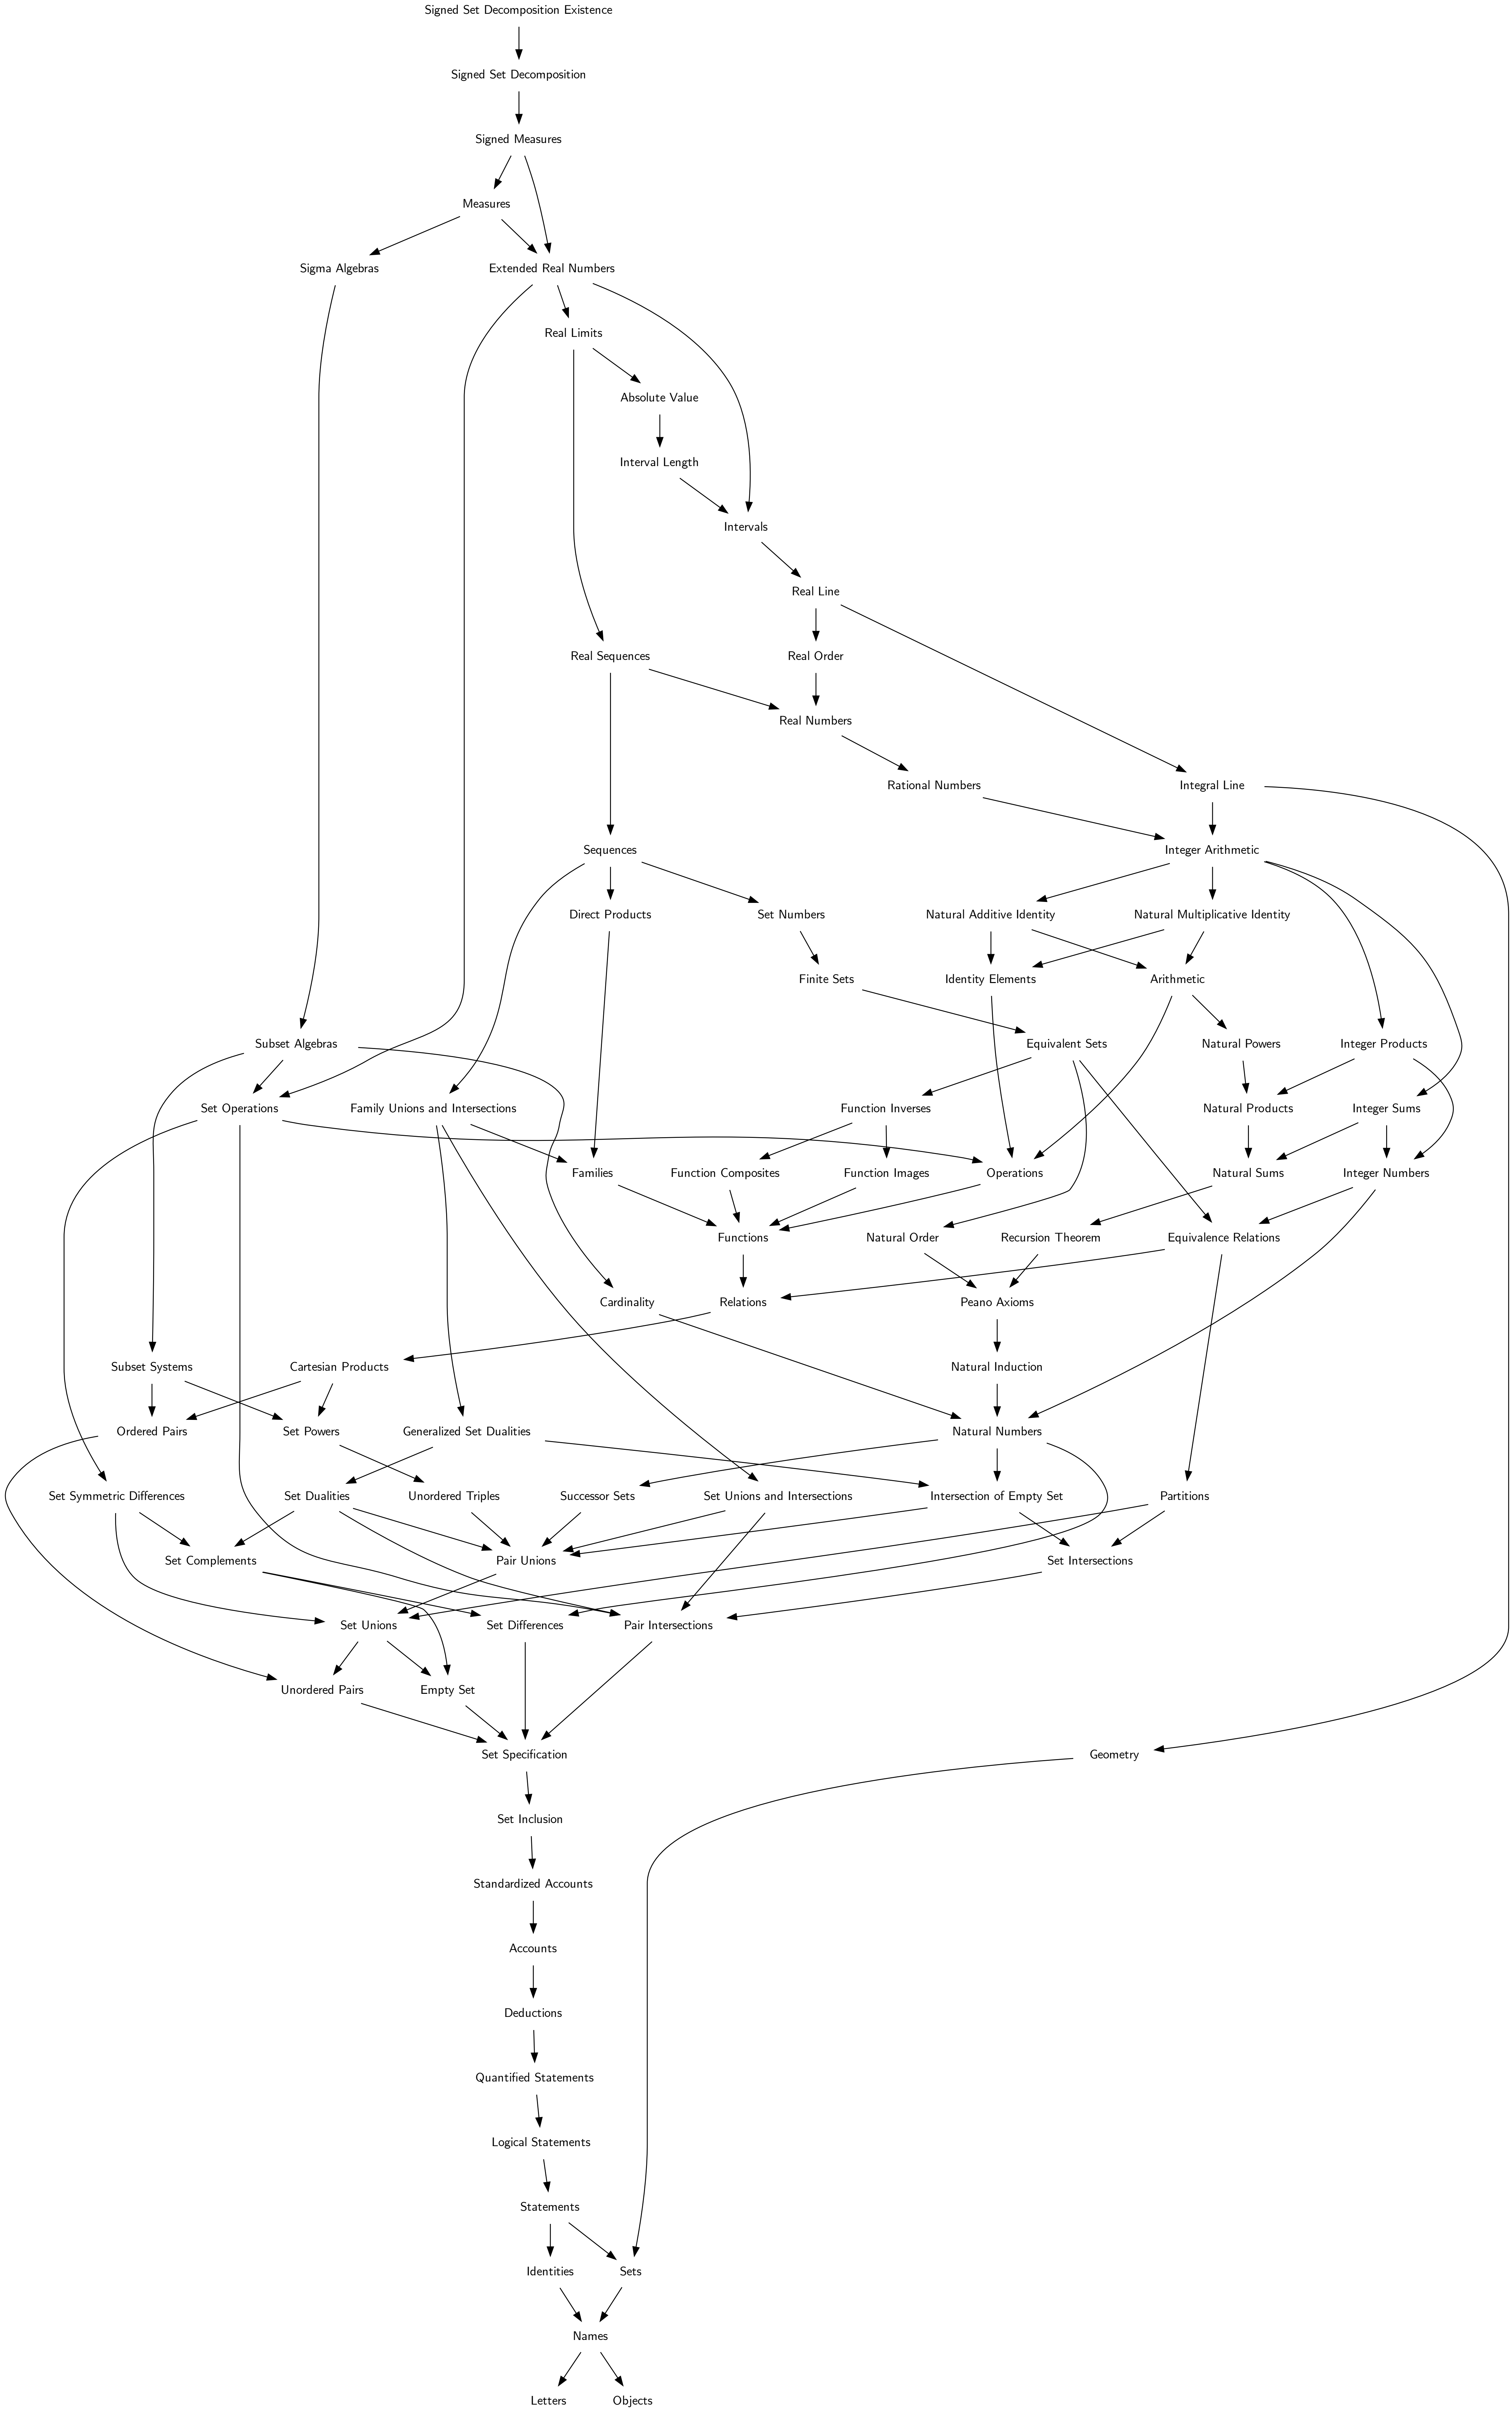 Signed Set Decomposition Existence
Signed Set Decomposition
Signed Measures
Measures
Sigma Algebras
Extended Real Numbers
Real Limits
Absolute Value
Interval Length
Intervals
Real Line
Real Sequences
Real Order
Real Numbers
Rational Numbers
Integral Line
Sequences
Integer Arithmetic
Direct Products
Set Numbers
Natural Additive Identity
Natural Multiplicative Identity
Finite Sets
Identity Elements
Arithmetic
Subset Algebras
Equivalent Sets
Natural Powers
Integer Products
Set Operations
Family Unions and Intersections
Function Inverses
Natural Products
Integer Sums
Families
Function Composites
Function Images
Operations
Natural Sums
Integer Numbers
Functions
Natural Order
Recursion Theorem
Equivalence Relations
Cardinality
Relations
Peano Axioms
Subset Systems
Cartesian Products
Natural Induction
Ordered Pairs
Set Powers
Generalized Set Dualities
Natural Numbers
Set Symmetric Differences
Set Dualities
Unordered Triples
Successor Sets
Set Unions and Intersections
Intersection of Empty Set
Partitions
Set Complements
Pair Unions
Set Intersections
Set Unions
Set Differences
Pair Intersections
Unordered Pairs
Empty Set
Set Specification
Geometry
Set Inclusion
Standardized Accounts
Accounts
Deductions
Quantified Statements
Logical Statements
Statements
Identities
Sets
Names
Letters
Objects